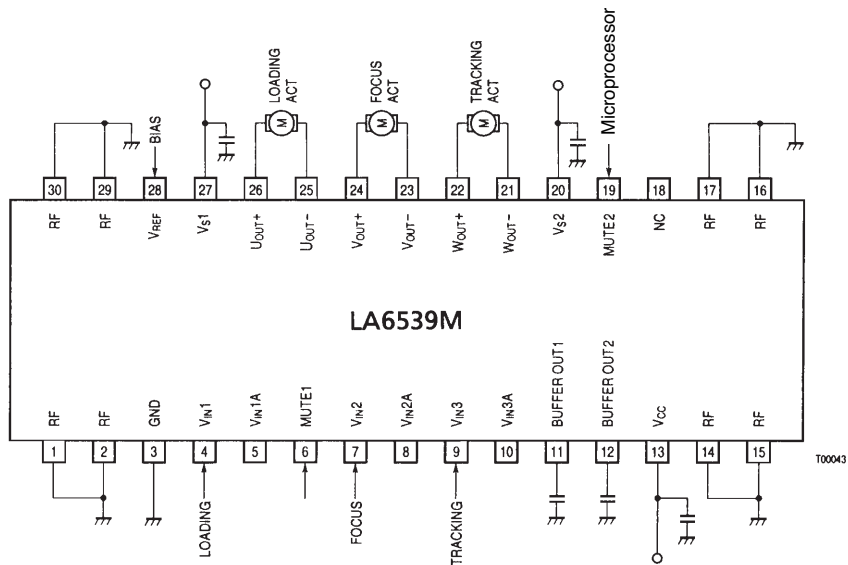 LOADING
ACT
FOCUS
ACT
TRACKING
ACT
Microprocessor
BIAS
M
M
M
30
29
28
27
26
25
24
23
22
21
20
19
18
17
16
RF
RF
VREF
VS1
UOUT+
UOUT−
VOUT+
VOUT−
WOUT+
WOUT−
VS2
MUTE2
NC
RF
RF
LA6539M
RF
RF
GND
VIN1
VIN1A
MUTE1
VIN2
VIN2A
VIN3
VIN3A
BUFFER OUT1
BUFFER OUT2
VCC
RF
RF
1
2
3
4
5
6
7
8
9
10
11
12
13
14
15
T00043
LOADING
FOCUS
TRACKING